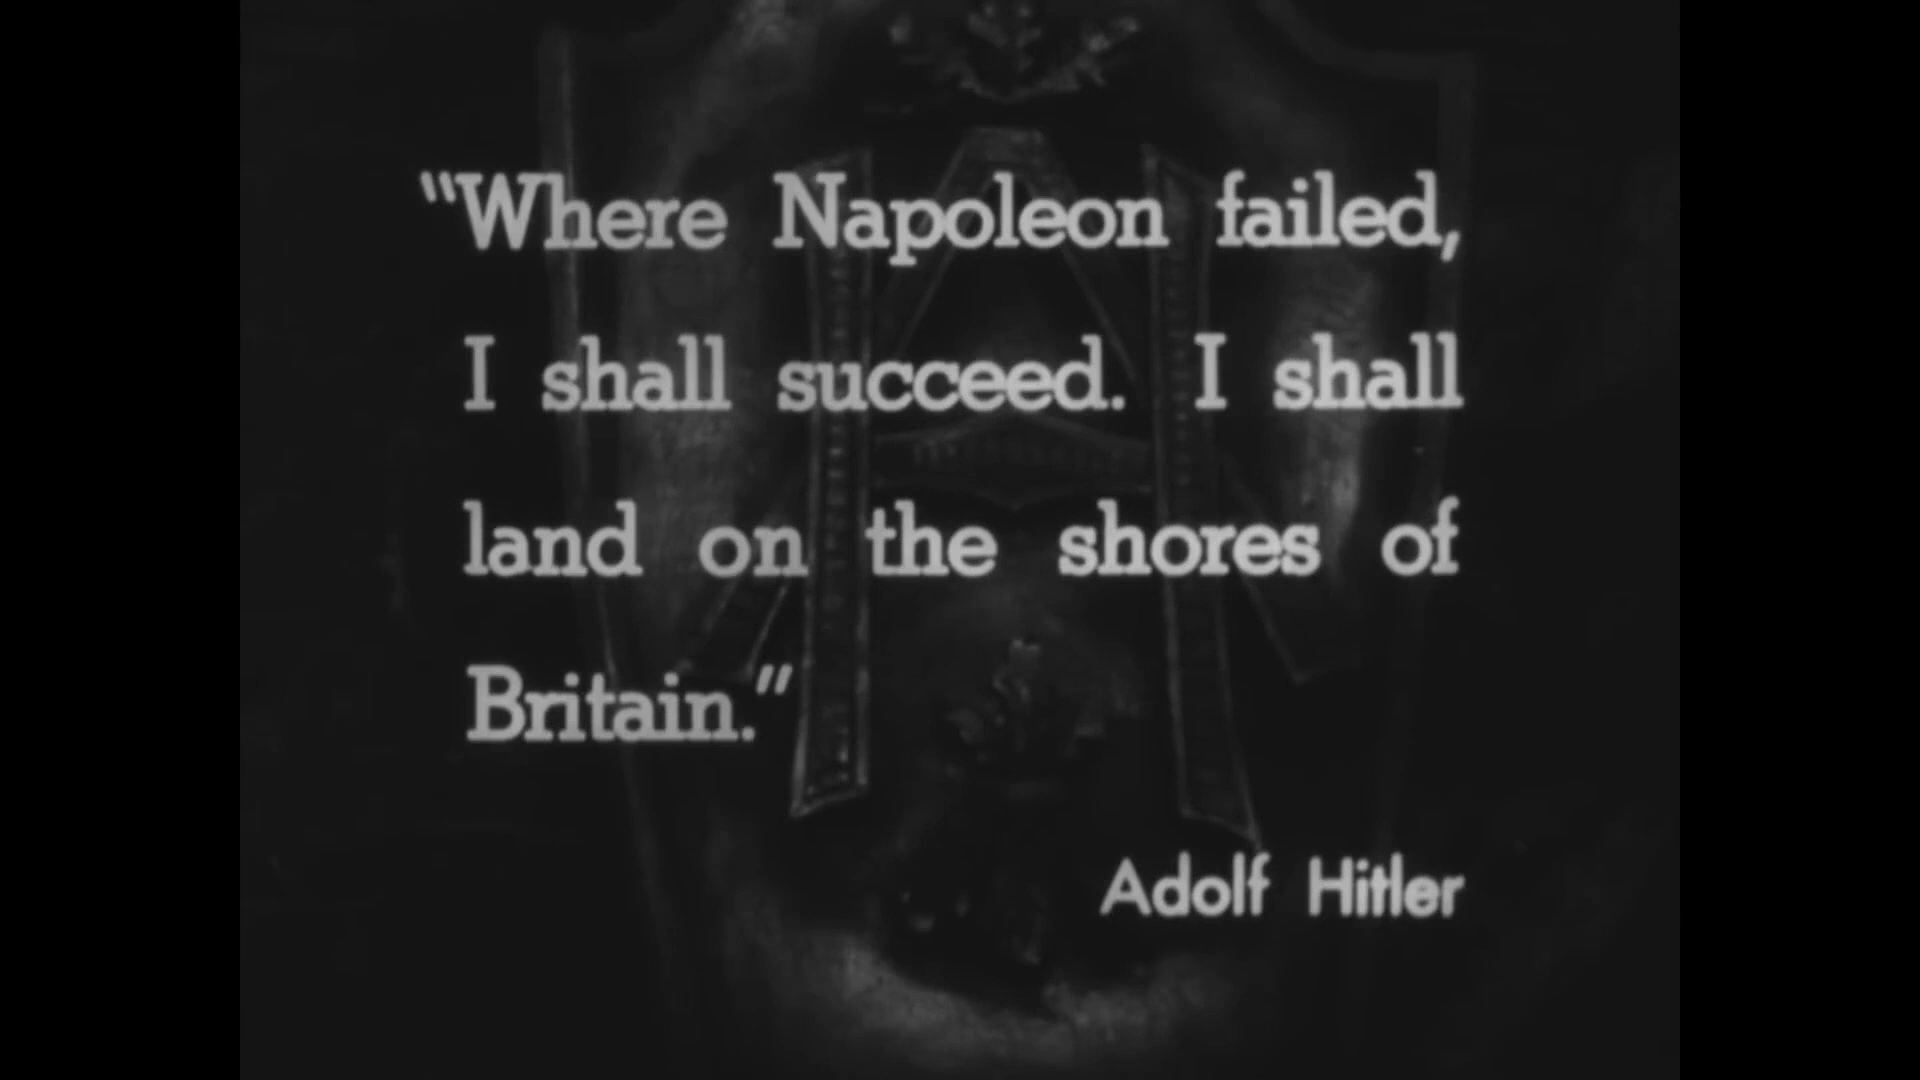 “Where Napoleon failed,
I shall succeed. I shall
land on the shores of
Britain.”
Adolf Hitler